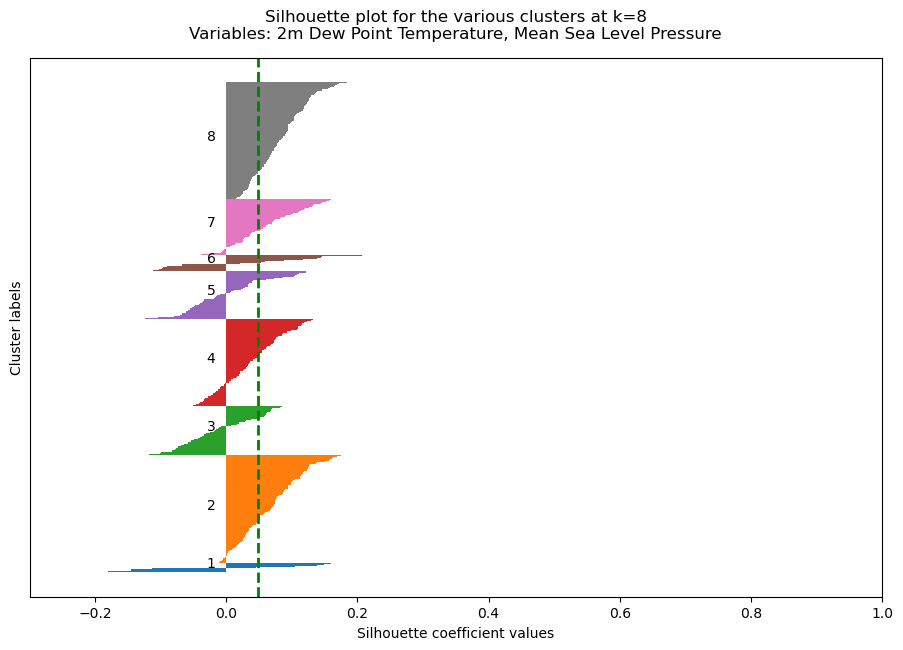 Silhouette plot for the various clusters at k=8
Variables: 2m Dew Point Temperature, Mean Sea Level Pressure
8
7
6
5
4
3
2
1
Cluster labels
−0.2 0.0 0.2 0.4 0.6 0.8 1.0
Silhouette coefficient values